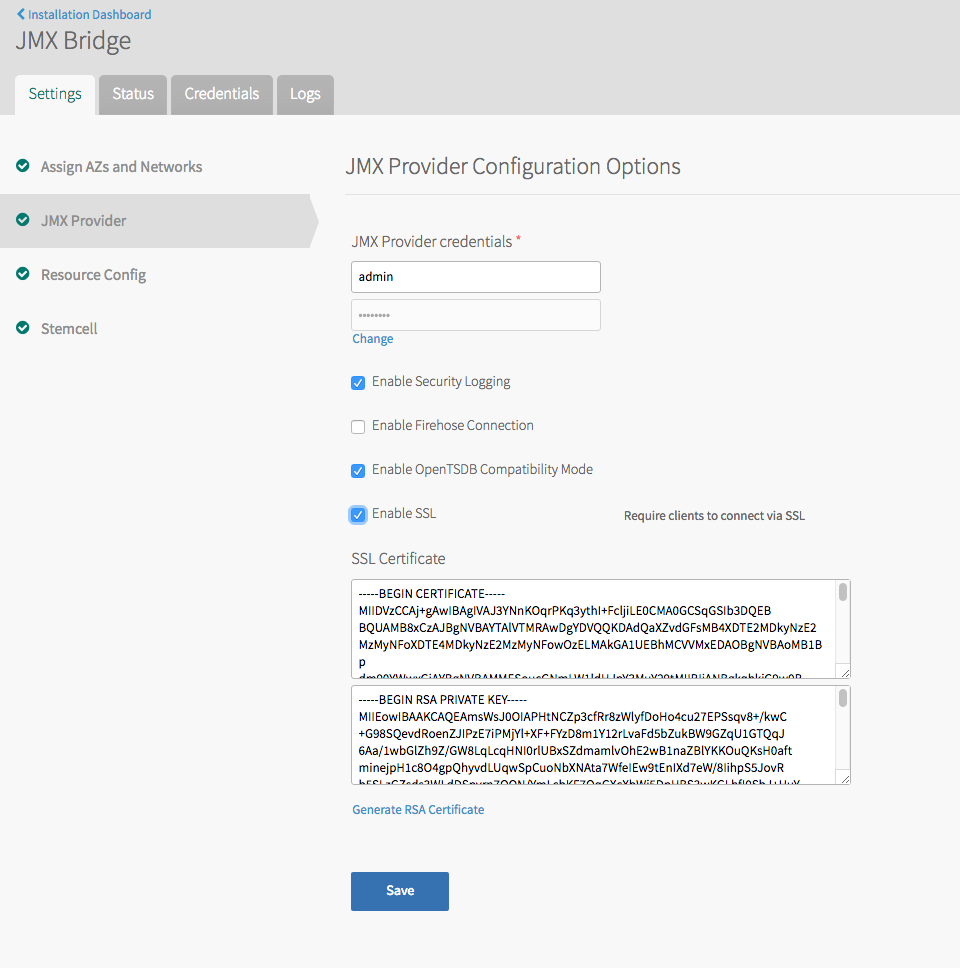 Installation Dashboard
JMX Bridge
Settings
Status
Credentials
Logs
Assign AZs and Networks
JMX Provider
Resource Config
Stemcell
JMX Provider Configuration Options
JMX Provider credentials *
admin
••••••••
Change
Enable Security Logging
Enable Firehose Connection
Enable OpenTSDB Compatibility Mode
Enable SSL
Require clients to connect via SSL
SSL Certificate
-----BEGIN CERTIFICATE-----
MIIDVzCCAj+gAwIBAgIVAJ3YNnKOqrPKq3ythI+FcljiLE0CMA0GCSqGSIb3DQEB
BQUAMB8xCzAJBgNVBAYTAlVTMRAwDgYDVQQKDAdQaXZvdGFsMB4XDTE2MDkyNzE2
MzMyNFoXDTE4MDkyNzE2MzMyNFowOzELMAkGA1UEBhMCVVMxEDAOBgNVBAoMB1B
p
-----BEGIN RSA PRIVATE KEY-----
MIIEowIBAAKCAQEAmsWsJ0OIAPHtNCZp3cfRr8zWlyfDoHo4cu27EPSsqv8+/kwC
+G98SQevdRoenZJIPzE7iPMjYl+XF+FYzD8m1Y12rLvaFd5bZukBW9GZqU1GTQqJ
6Aa/1wbGlZh9Z/GW8LqLcqHNI0rlUBxSZdmamlvOhE2wB1naZBlYKKOuQKsH0aft
minejpH1c8O4gpQhyvdLUqwSpCuoNbXNAta7WfeIEw9tEnIXd7eW/8IihpS5JovR
Generate RSA Certificate
Save